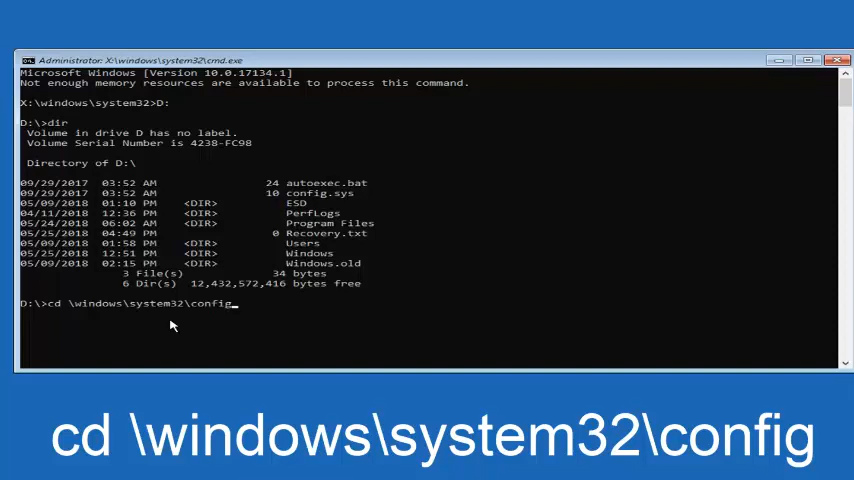 Administrator: X:\windows\system32\cmd.exe
Microsoft Windows [Version 10.0.17134.1]
Not enough memory resources are available to process this command.
X:\windows\system32>D:
D:\>dir
Volume in drive D has no label.
Volume Serial Number is 4238-FC98
Directory of D:\
09/29/2017 03:52 AM 24 autoexec.bat
09/29/2017 03:52 AM 10 config.sys
05/09/2018 01:10 PM <DIR> ESD
04/11/2018 12:36 PM <DIR> PerfLogs
05/24/2018 06:02 AM <DIR> Program Files
05/25/2018 04:49 PM 0 Recovery.txt
05/09/2018 01:58 PM <DIR> Users
05/25/2018 12:51 PM <DIR> Windows
05/09/2018 02:15 PM <DIR> Windows.old
3 File(s) 34 bytes
6 Dir(s) 12,432,572,416 bytes free
D:\>cd \windows\system32\config_
cd \windows\system32\config